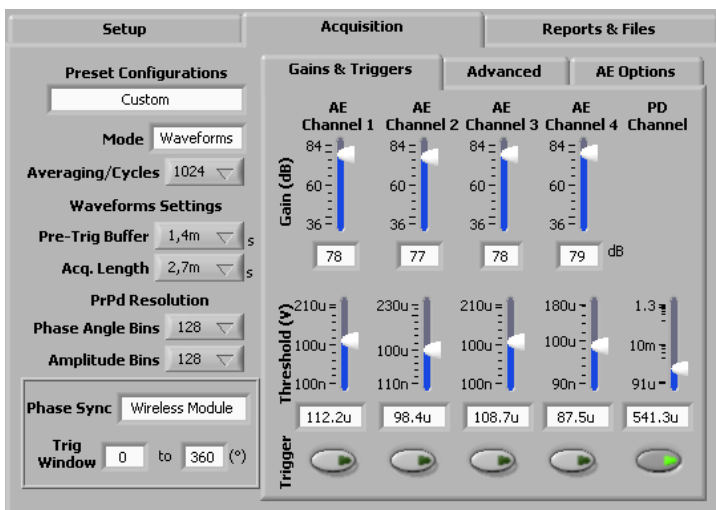 Setup
Acquisition
Reports & Files
Preset Configurations
Custom
Mode Waveforms
Averaging/Cycles 1024
Waveforms Settings
Pre-Trig Buffer 1,4m s
Acq. Length 2,7m s
PrPd Resolution
Phase Angle Bins 128
Amplitude Bins 128
Phase Sync Wireless Module
Trig Window 0 to 360 (°)
Gains & Triggers
Advanced
AE Options
AE Channel 1
AE Channel 2
AE Channel 3
AE Channel 4
PD Channel
Gain (dB)
84 84 84 84
60 60 60 60
36 36 36 36
78 77 78 79 dB
Threshold (V)
210u 230u 210u 180u 1.3
100u 100u 100u 100u 10m
100n 110n 100n 90n 91u
112.2u 98.4u 108.7u 87.5u 541.3u
Trigger